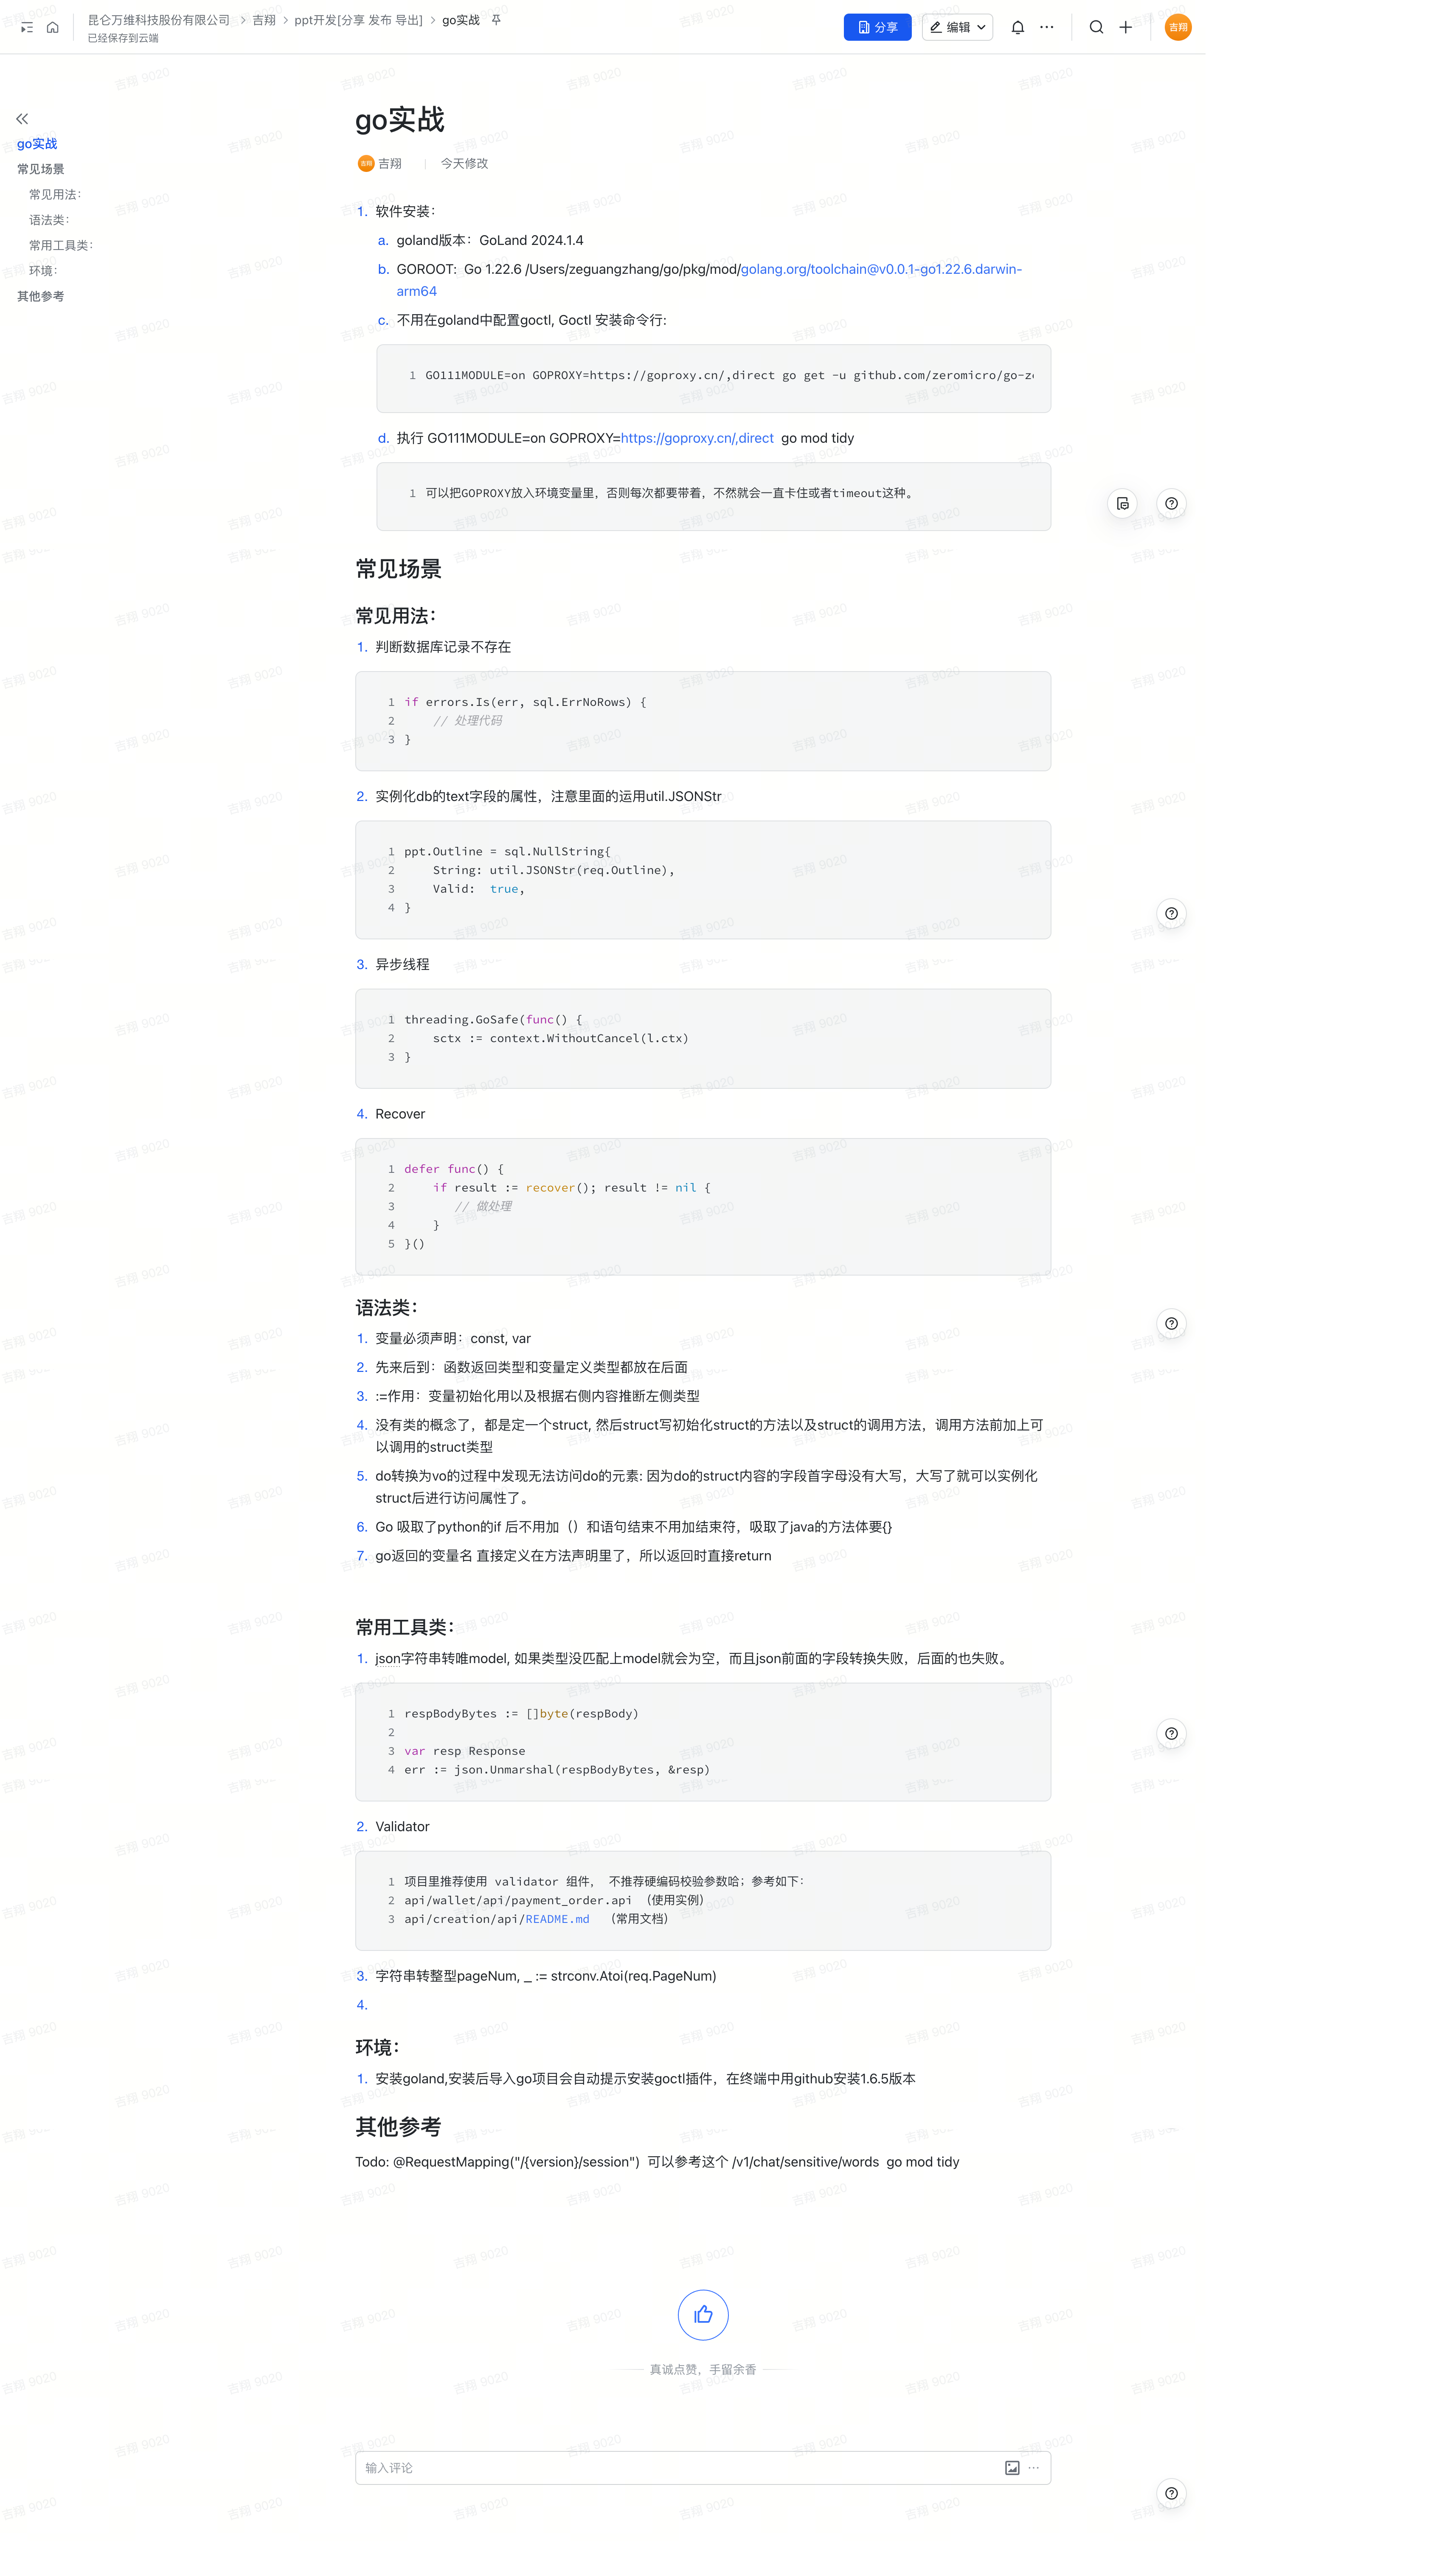 昆仑万维科技股份有限公司 > 吉翔 > ppt开发[分享 发布 导出] > go实战
已经保存到云端
分享
编辑
吉翔
go实战
常见场景
常见用法:
语法类:
常用工具类:
环境:
其他参考
go实战
吉翔 吉翔 | 今天修改
1. 软件安装:
a. goland版本: GoLand 2024.1.4
b. GOROOT: Go 1.22.6 /Users/zeguangzhang/go/pkg/mod/golang.org/toolchain@v0.0.1-go1.22.6.darwin-
arm64
c. 不用在goland中配置goctl, Goctl 安装命令行:
1 GO111MODULE=on GOPROXY=https://goproxy.cn/,direct go get -u github.com/zeromicro/go-ze
d. 执行 GO111MODULE=on GOPROXY=https://goproxy.cn/,direct go mod tidy
1 可以把GOPROXY放入环境变量里，否则每次都要带着，不然就会一直卡住或者timeout这种。
常见场景
常见用法:
1. 判断数据库记录不存在
1 if errors.Is(err, sql.ErrNoRows) {
2     // 处理代码
3 }
2. 实例化db的text字段的属性，注意里面的运用util.JSONStr
1 ppt.Outline = sql.NullString{
2     String: util.JSONStr(req.Outline),
3     Valid:  true,
4 }
3. 异步线程
1 threading.GoSafe(func() {
2     sctx := context.WithoutCancel(l.ctx)
3 }
4. Recover
1 defer func() {
2     if result := recover(); result != nil {
3        // 做处理
4     }
5 }()
语法类:
1. 变量必须声明: const, var
2. 先来后到: 函数返回类型和变量定义类型都放在后面
3. :=作用: 变量初始化用以及根据右侧内容推断左侧类型
4. 没有类的概念了，都是定一个struct, 然后struct写初始化struct的方法以及struct的调用方法，调用方法前加上可
以调用的struct类型
5. do转换为vo的过程中发现无法访问do的元素: 因为do的struct内容的字段首字母没有大写，大写了就可以实例化
struct后进行访问属性了。
6. Go 吸取了python的if 后不用加（）和语句结束不用加结束符，吸取了java的方法体要{}
7. go返回的变量名 直接定义在方法声明里了，所以返回时直接return
常用工具类:
1. json字符串转唯model, 如果类型没匹配上model就会为空，而且json前面的字段转换失败，后面的也失败。
1 respBodyBytes := []byte(respBody)
2
3 var resp Response
4 err := json.Unmarshal(respBodyBytes, &resp)
2. Validator
1 项目里推荐使用 validator 组件， 不推荐硬编码校验参数哈；参考如下:
2 api/wallet/api/payment_order.api （使用实例）
3 api/creation/api/README.md  （常用文档）
3. 字符串转整型pageNum, _ := strconv.Atoi(req.PageNum)
4.
环境:
1. 安装goland,安装后导入go项目会自动提示安装goctl插件，在终端中用github安装1.6.5版本
其他参考
Todo: @RequestMapping("/{version}/session") 可以参考这个 /v1/chat/sensitive/words go mod tidy
真诚点赞，手留余香
输入评论
吉翔 9020